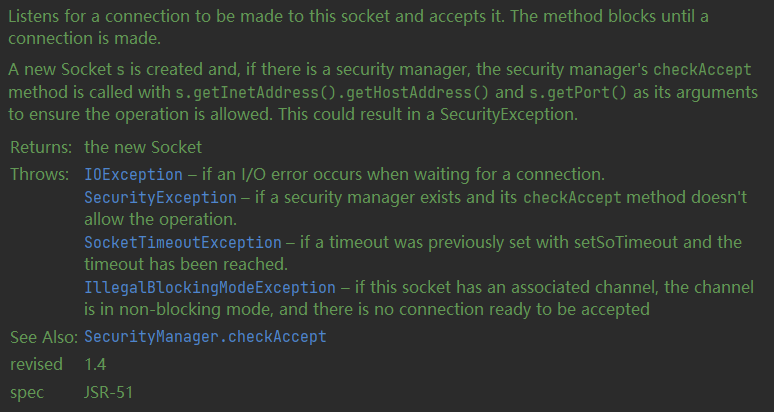 Listens for a connection to be made to this socket and accepts it. The method blocks until a
connection is made.
A new Socket s is created and, if there is a security manager, the security manager's checkAccept
method is called with s.getInetAddress().getHostAddress() and s.getPort() as its arguments
to ensure the operation is allowed. This could result in a SecurityException.
Returns: the new Socket
Throws: IOException – if an I/O error occurs when waiting for a connection.
SecurityException – if a security manager exists and its checkAccept method doesn't
allow the operation.
SocketTimeoutException – if a timeout was previously set with setSoTimeout and the
timeout has been reached.
IllegalBlockingModeException – if this socket has an associated channel, the channel
is in non-blocking mode, and there is no connection ready to be accepted
See Also: SecurityManager.checkAccept
revised 1.4
spec JSR-51